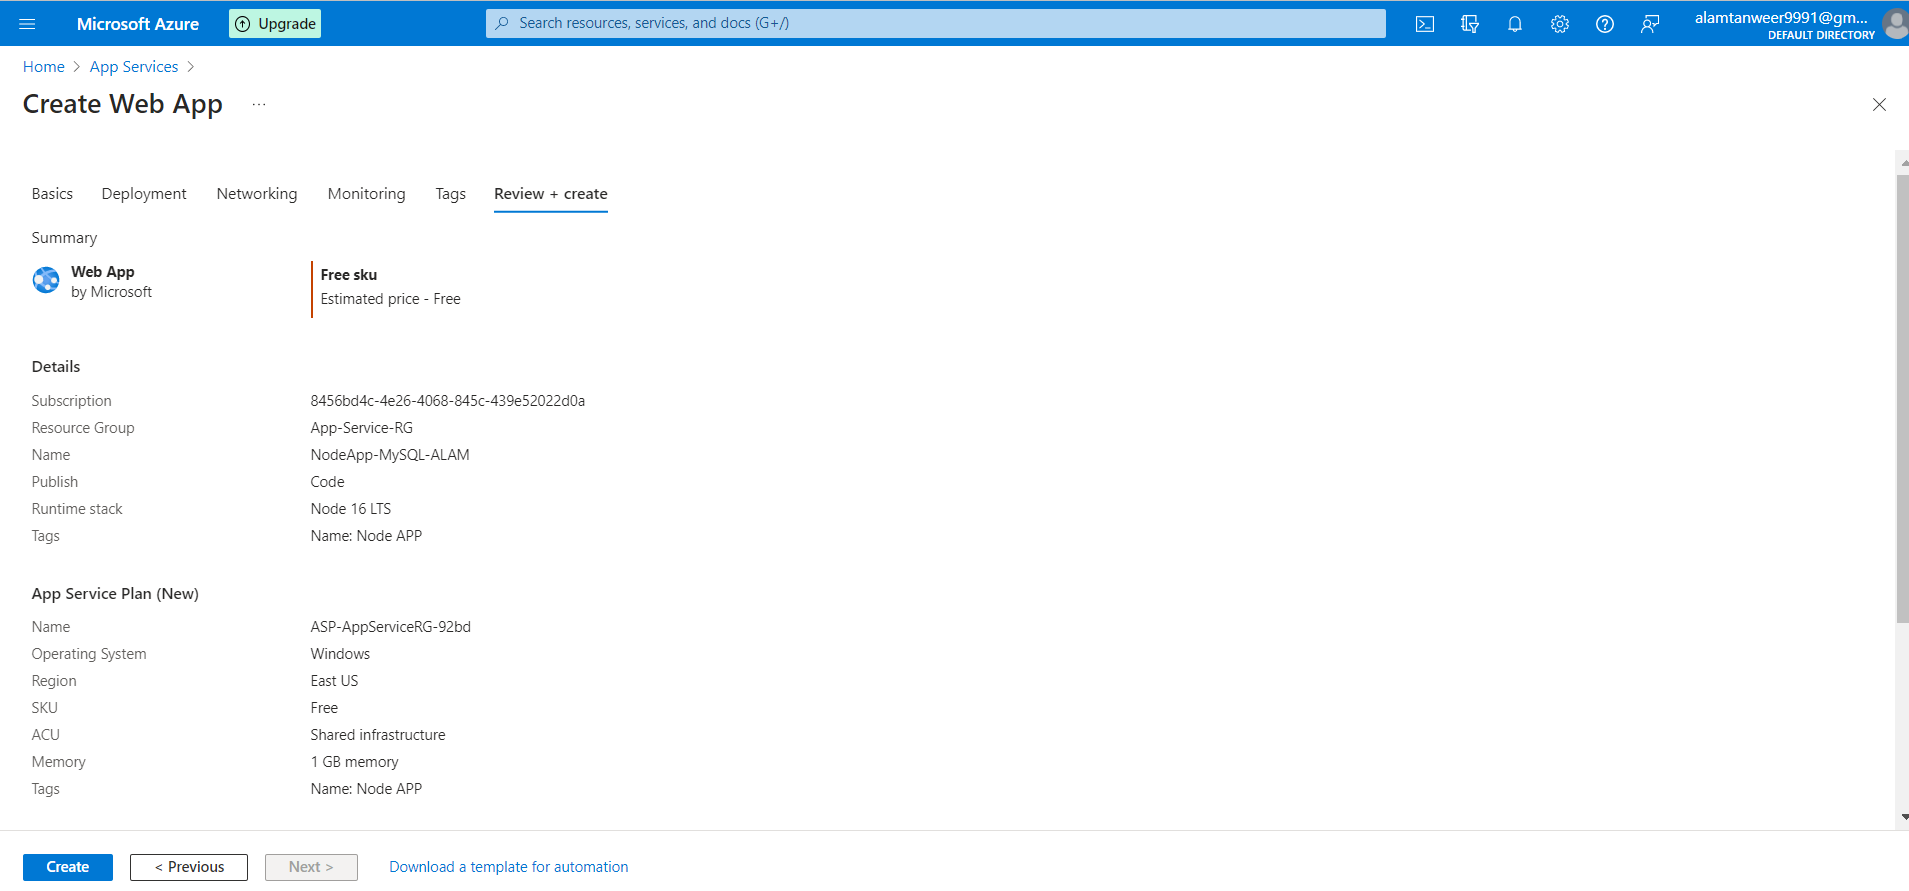 Microsoft Azure
Upgrade
Search resources, services, and docs (G+/)
alamtanweer9991@gm...
DEFAULT DIRECTORY
Home > App Services >
Create Web App ...
Basics Deployment Networking Monitoring Tags Review + create
Summary
Web App
by Microsoft
Free sku
Estimated price - Free
Details
Subscription 8456bd4c-4e26-4068-845c-439e52022d0a
Resource Group App-Service-RG
Name NodeApp-MySQL-ALAM
Publish Code
Runtime stack Node 16 LTS
Tags Name: Node APP
App Service Plan (New)
Name ASP-AppServiceRG-92bd
Operating System Windows
Region East US
SKU Free
ACU Shared infrastructure
Memory 1 GB memory
Tags Name: Node APP
Create < Previous Next > Download a template for automation